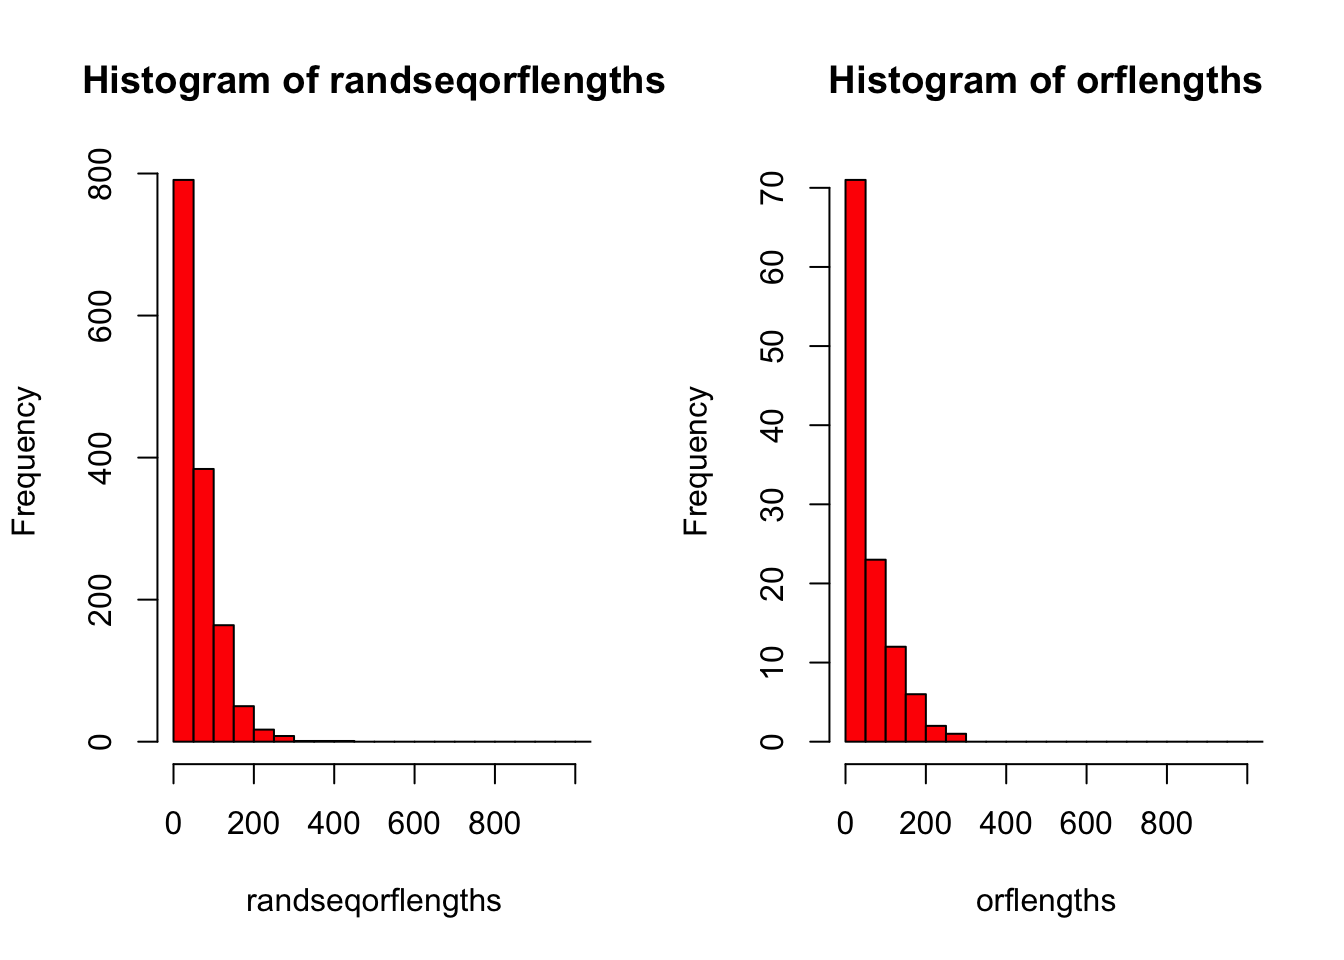 Histogram of randseqorflengths
Frequency
800
600
400
200
0
0 200 400 600 800
randseqorflengths
Histogram of orflengths
Frequency
70
60
50
40
30
20
10
0
0 200 400 600 800
orflengths